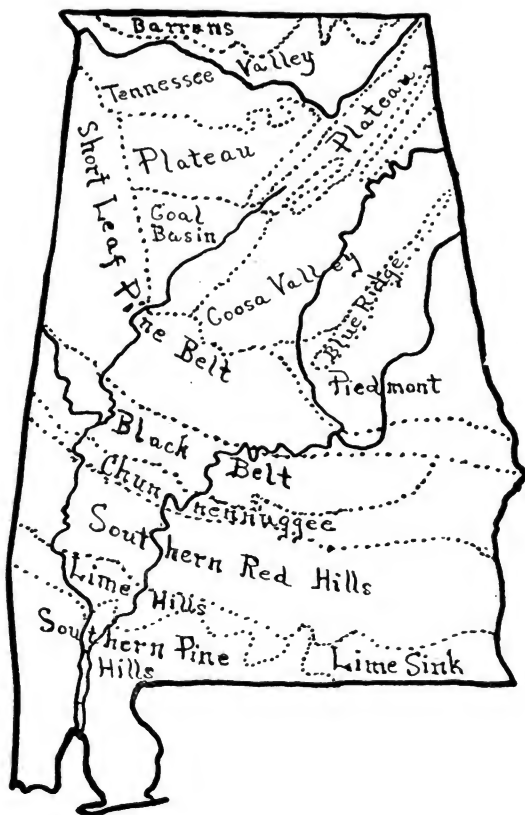 Barrens
Tennessee Valley
Plateau
Plateau
Short Leaf Pine Belt
Coal
Basin
Coosa Valley
Blue Ridge
Piedmont
Black Belt
Chunnennuggee
Southern Red Hills
Lime Hills
Southern Pine
Hills
Lime Sink